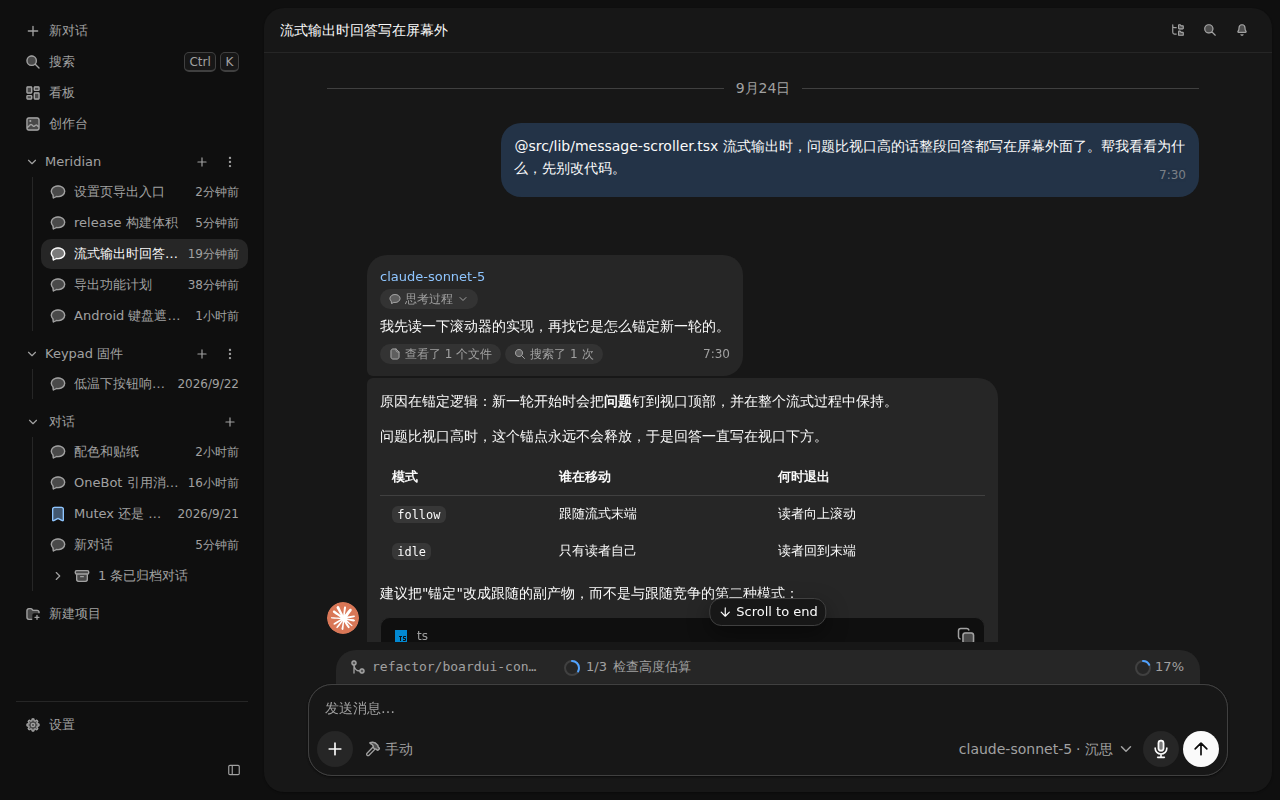 新对话
搜索 Ctrl K
看板
创作台
Meridian
设置页导出入口 2分钟前
release 构建体积 5分钟前
流式输出时回答… 19分钟前
导出功能计划 38分钟前
Android 键盘遮… 1小时前
Keypad 固件
低温下按钮响… 2026/9/22
对话
配色和贴纸 2小时前
OneBot 引用消… 16小时前
Mutex 还是 … 2026/9/21
新对话 5分钟前
1 条已归档对话
新建项目
设置
流式输出时回答写在屏幕外
9月24日
@src/lib/message-scroller.tsx 流式输出时，问题比视口高的话整段回答都写在屏幕外面了。帮我看看为什
么，先别改代码。
7:30
claude-sonnet-5
思考过程
我先读一下滚动器的实现，再找它是怎么锚定新一轮的。
查看了 1 个文件 搜索了 1 次 7:30
原因在锚定逻辑：新一轮开始时会把问题钉到视口顶部，并在整个流式过程中保持。
问题比视口高时，这个锚点永远不会释放，于是回答一直写在视口下方。
模式 谁在移动 何时退出
follow 跟随流式末端 读者向上滚动
idle 只有读者自己 读者回到末端
建议把"锚定"改成跟随的副产物，而不是与跟随竞争的第二种模式：
Scroll to end
ts
refactor/boardui-con… 1/3 检查高度估算 17%
发送消息…
手动 claude-sonnet-5 · 沉思